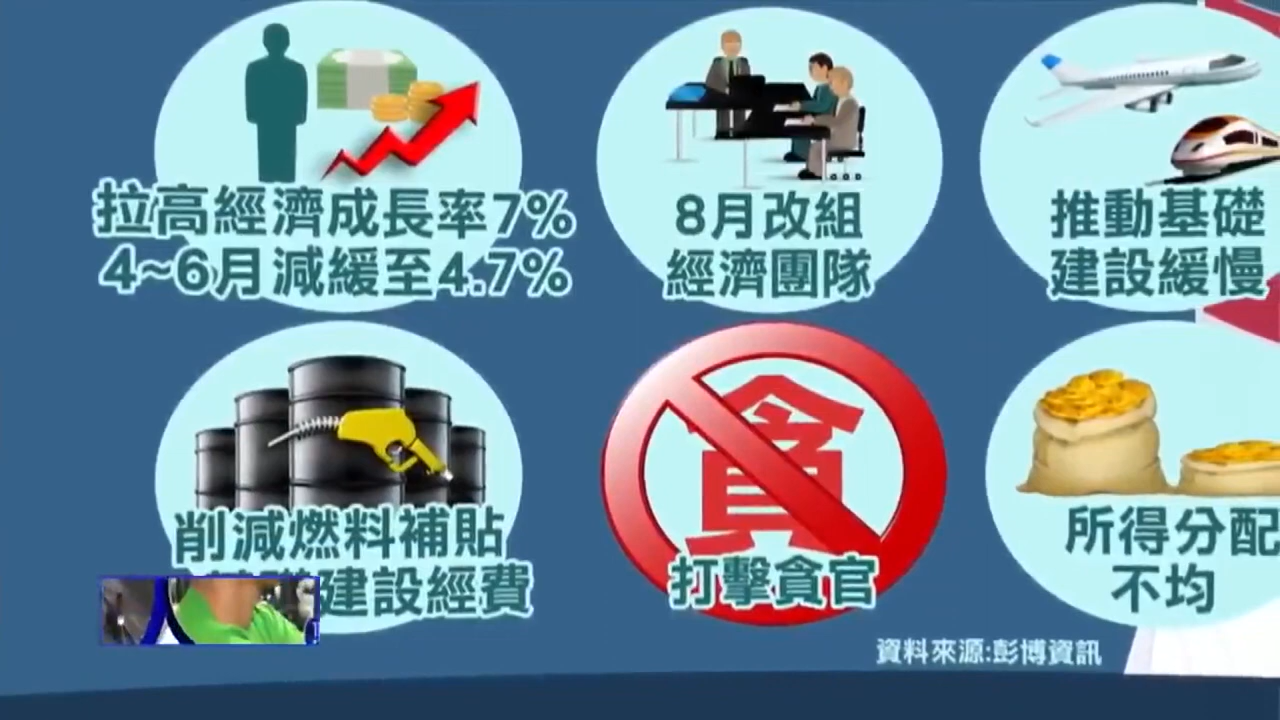 拉高經濟成長率7%
4~6月減緩至4.7%
8月改組
經濟團隊
推動基礎
建設緩慢
削減燃料補貼
建設經費
貪
打擊貪官
所得分配
不均
資料來源:彭博資訊